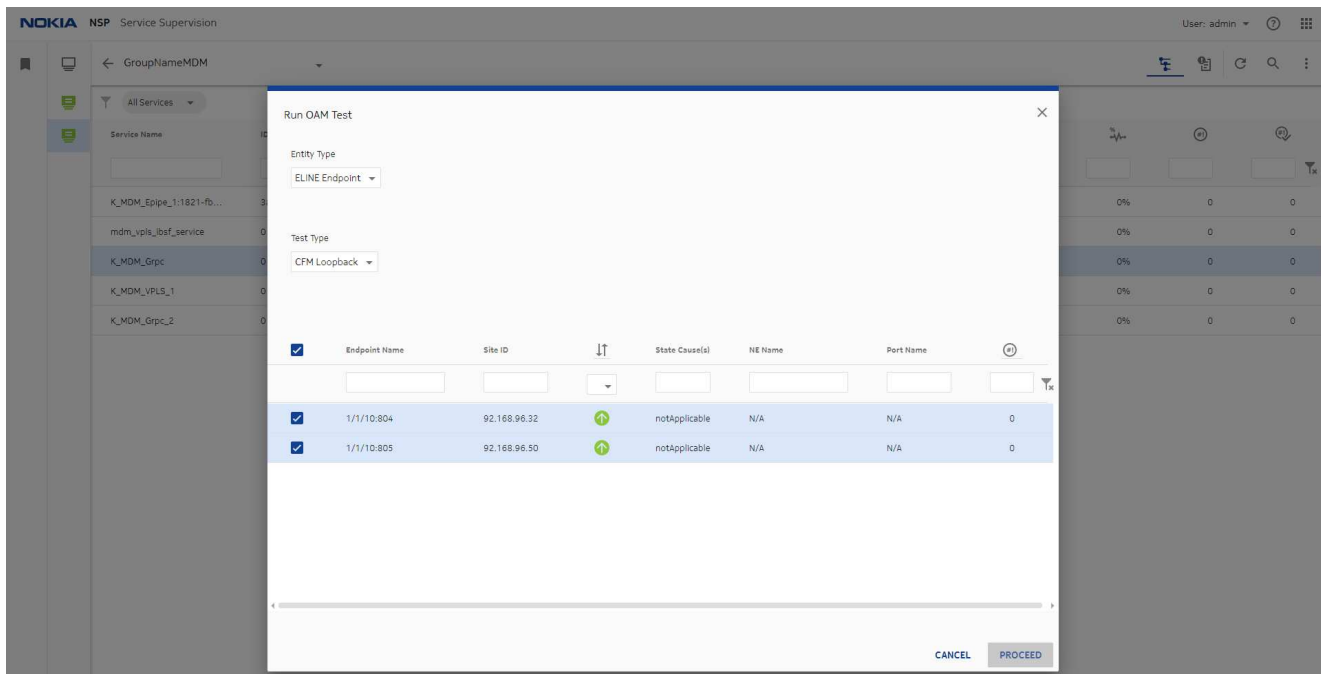 NOKIA NSP Service Supervision User: admin
GroupNameMDM
All Services
Run OAM Test
Service Name
Entity Type
ELINE Endpoint
K_MDM_Epipe_1:1821-fb... 0% 0 0
mdm_vpls_ibsf_service 0 0% 0 0
Test Type
K_MDM_Grpc 0 CFM Loopback 0% 0 0
K_MDM_VPLS_1 0 0% 0 0
K_MDM_Grpc_2 0 0% 0 0
Endpoint Name Site ID State Cause(s) NE Name Port Name
1/1/10:804 92.168.96.32 notApplicable N/A N/A 0
1/1/10:805 92.168.96.50 notApplicable N/A N/A 0
CANCEL PROCEED